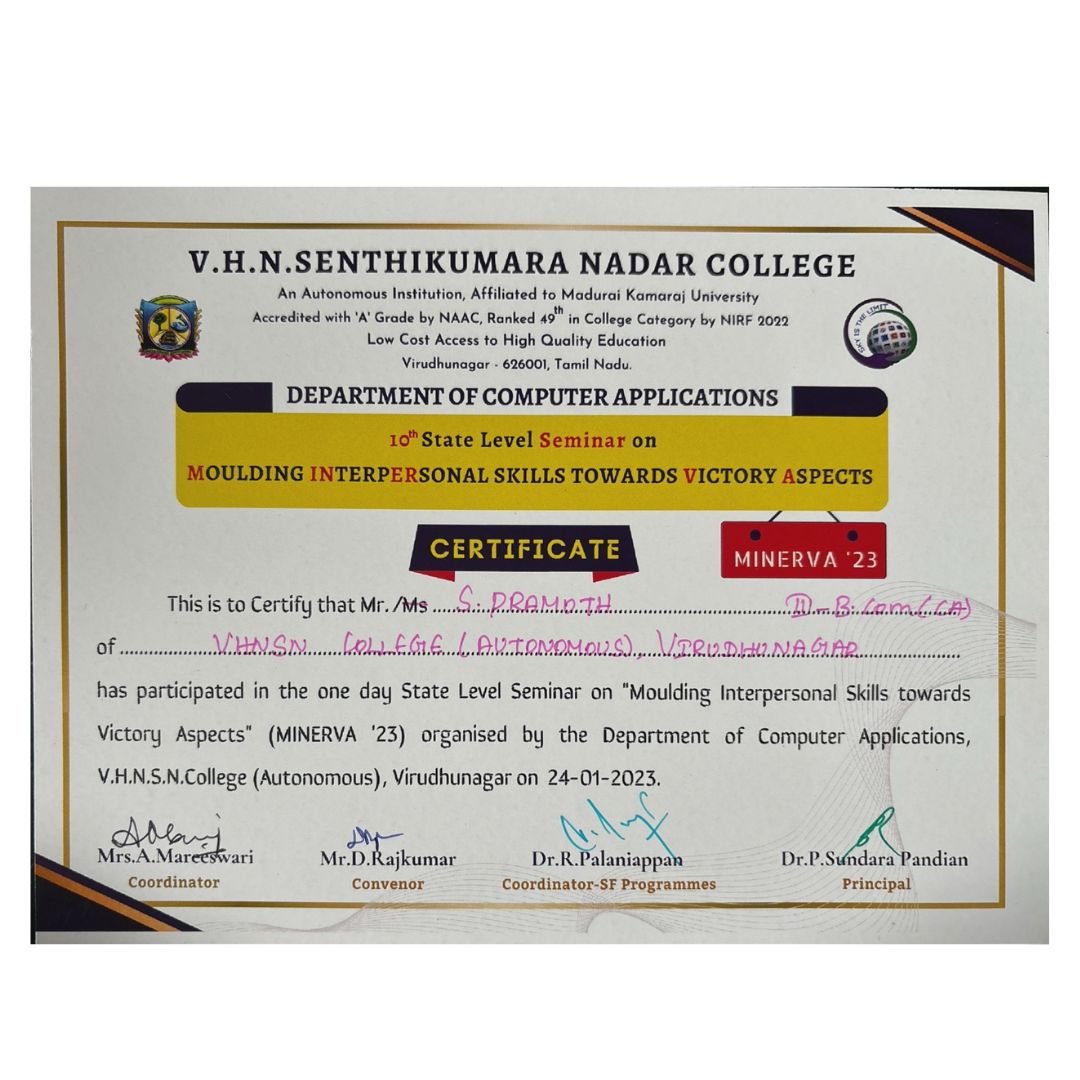 V.H.N.SENTHIKUMARA NADAR COLLEGE
An Autonomous Institution, Affiliated to Madurai Kamaraj University
Accredited with 'A' Grade by NAAC, Ranked 49th in College Category by NIRF 2022
Low Cost Access to High Quality Education
Virudhunagar - 626001, Tamil Nadu.
SKY IS THE LIMIT
DEPARTMENT OF COMPUTER APPLICATIONS
10th State Level Seminar on
MOULDING INTERPERSONAL SKILLS TOWARDS VICTORY ASPECTS
CERTIFICATE
MINERVA '23
This is to Certify that Mr. /Ms S. PRAMOTH III-B.Com(CA)
of VHNSN COLLEGE (AUTONOMOUS), VIRUDHUNAGAR
has participated in the one day State Level Seminar on "Moulding Interpersonal Skills towards
Victory Aspects" (MINERVA '23) organised by the Department of Computer Applications,
V.H.N.S.N.College (Autonomous), Virudhunagar on 24-01-2023.
Mrs.A.Mareeswari Mr.D.Rajkumar Dr.R.Palaniappan Dr.P.Sundara Pandian
Coordinator Convenor Coordinator-SF Programmes Principal